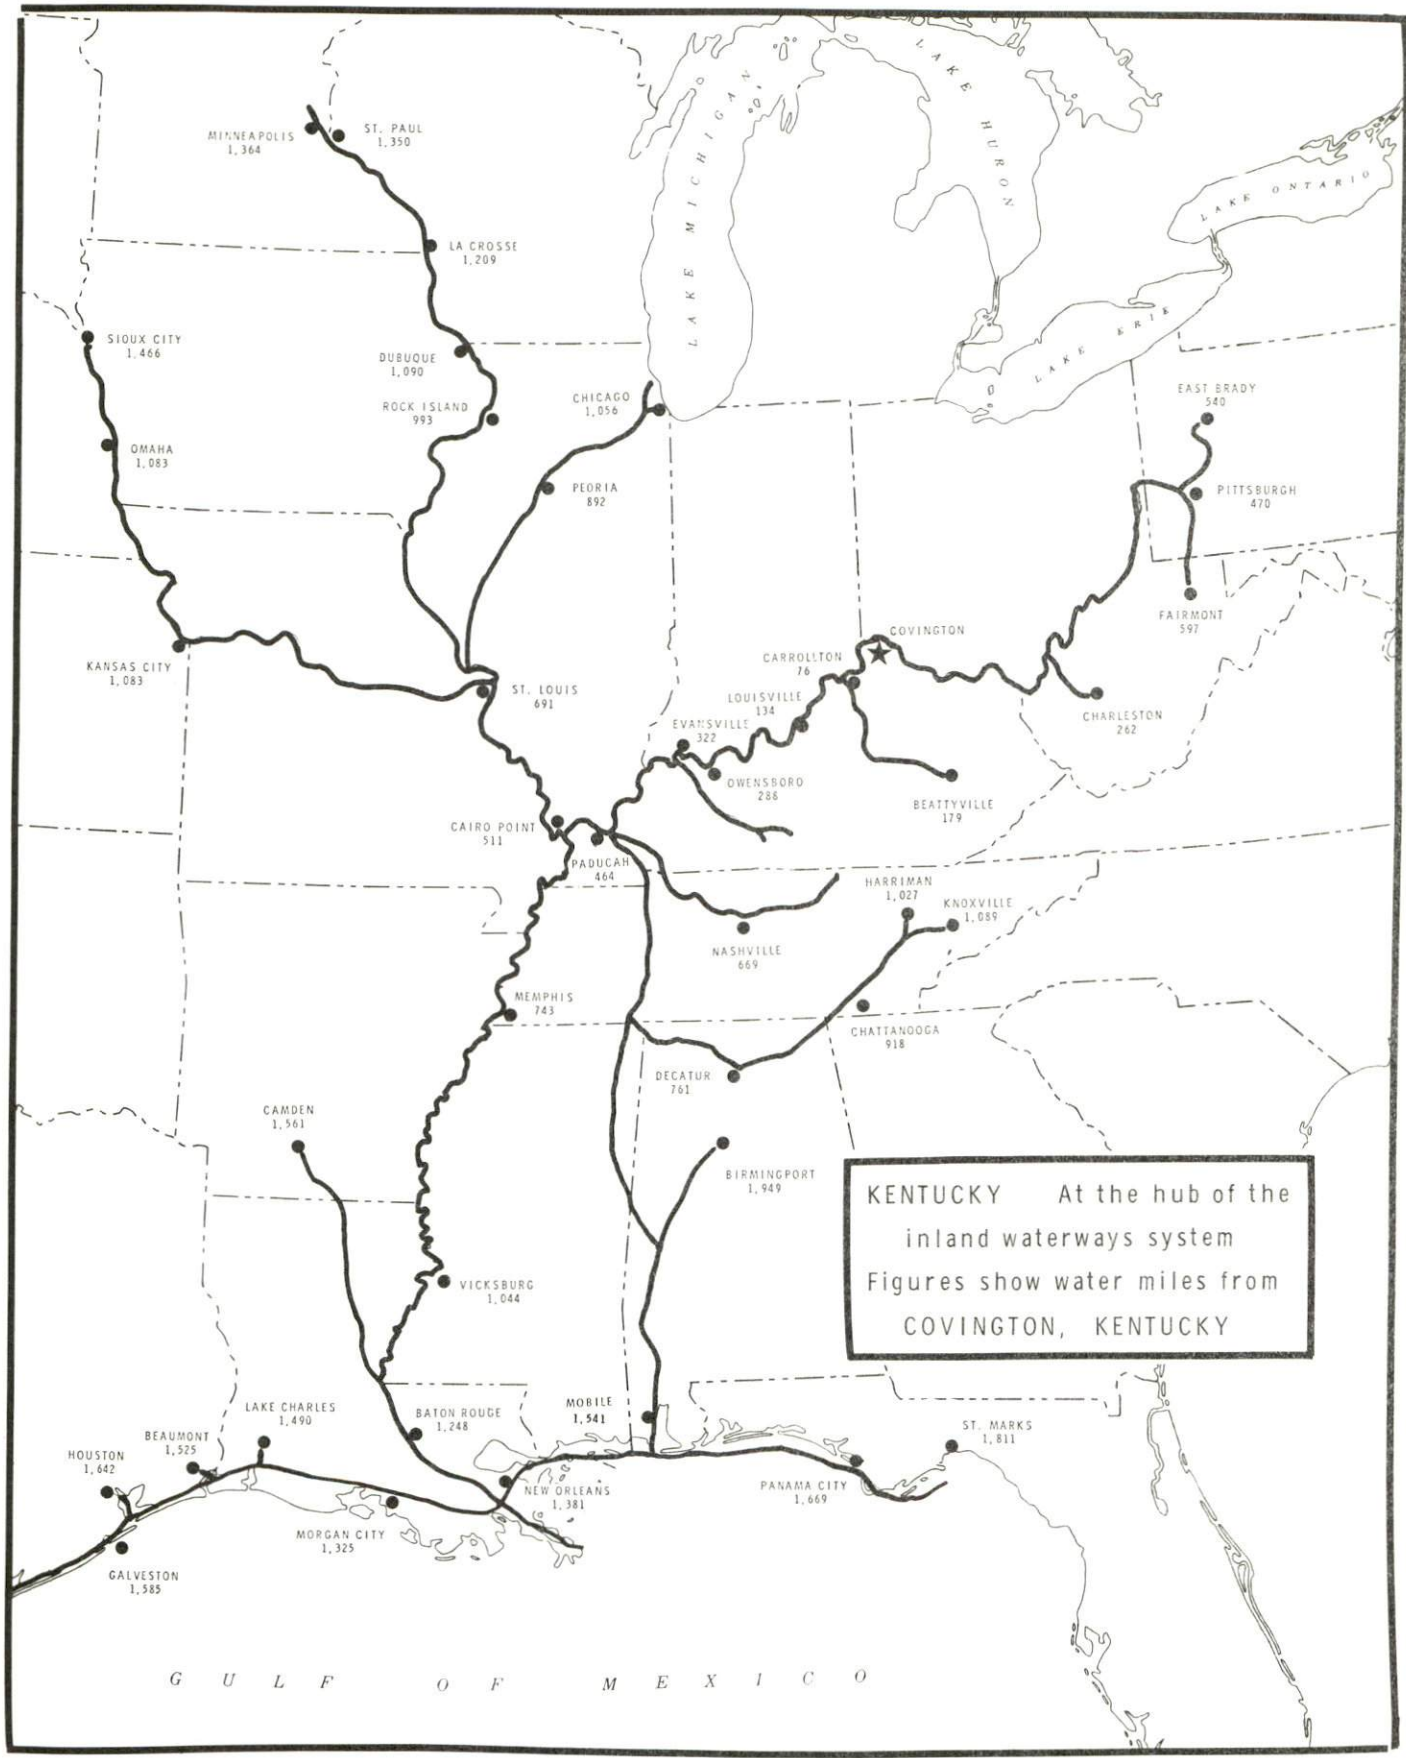 LAKE MICHIGAN
LAKE HURON
LAKE ONTARIO
LAKE ERIE
MINNEAPOLIS
1,364
ST. PAUL
1,350
LA CROSSE
1,209
SIOUX CITY
1,466
DUBUQUE
1,090
ROCK ISLAND
993
CHICAGO
1,056
EAST BRADY
540
OMAHA
1,083
PEORIA
892
PITTSBURGH
470
FAIRMONT
597
COVINGTON
KANSAS CITY
1,083
ST. LOUIS
691
CARROLLTON
76
LOUISVILLE
134
EVANSVILLE
322
CHARLESTON
262
OWENSBORO
286
BEATTYVILLE
179
CAIRO POINT
511
PADUCAH
464
HARRIMAN
1,027
KNOXVILLE
1,089
NASHVILLE
669
MEMPHIS
743
CHATTANOOGA
918
DECATUR
761
CAMDEN
1,561
BIRMINGPORT
1,949
KENTUCKY At the hub of the
inland waterways system
Figures show water miles from
COVINGTON, KENTUCKY
VICKSBURG
1,044
LAKE CHARLES
1,490
BATON ROUGE
1,248
MOBILE
1,541
ST. MARKS
1,811
BEAUMONT
1,525
HOUSTON
1,642
NEW ORLEANS
1,381
PANAMA CITY
1,669
MORGAN CITY
1,325
GALVESTON
1,585
GULF OF MEXICO